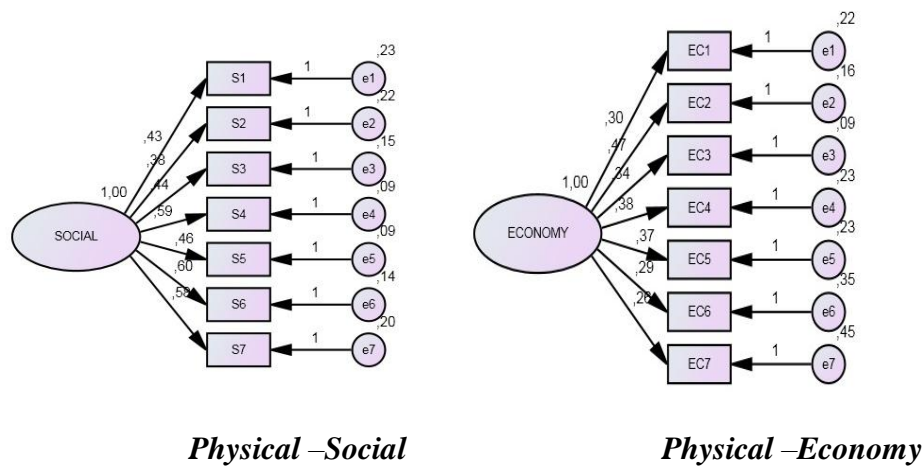 ,23
S1
1
e1
,22
S2
1
e2
,15
S3
1
e3
,09
S4
1
e4
,09
S5
1
e5
,14
S6
1
e6
,20
S7
1
e7
,43
,38
,44
,59
,46
,60
,58
1,00
SOCIAL
,22
EC1
1
e1
,16
EC2
1
e2
,09
EC3
1
e3
,23
EC4
1
e4
,23
EC5
1
e5
,35
EC6
1
e6
,45
EC7
1
e7
,30
,47
,34
,38
,37
,29
,26
1,00
ECONOMY
Physical –Social
Physical –Economy